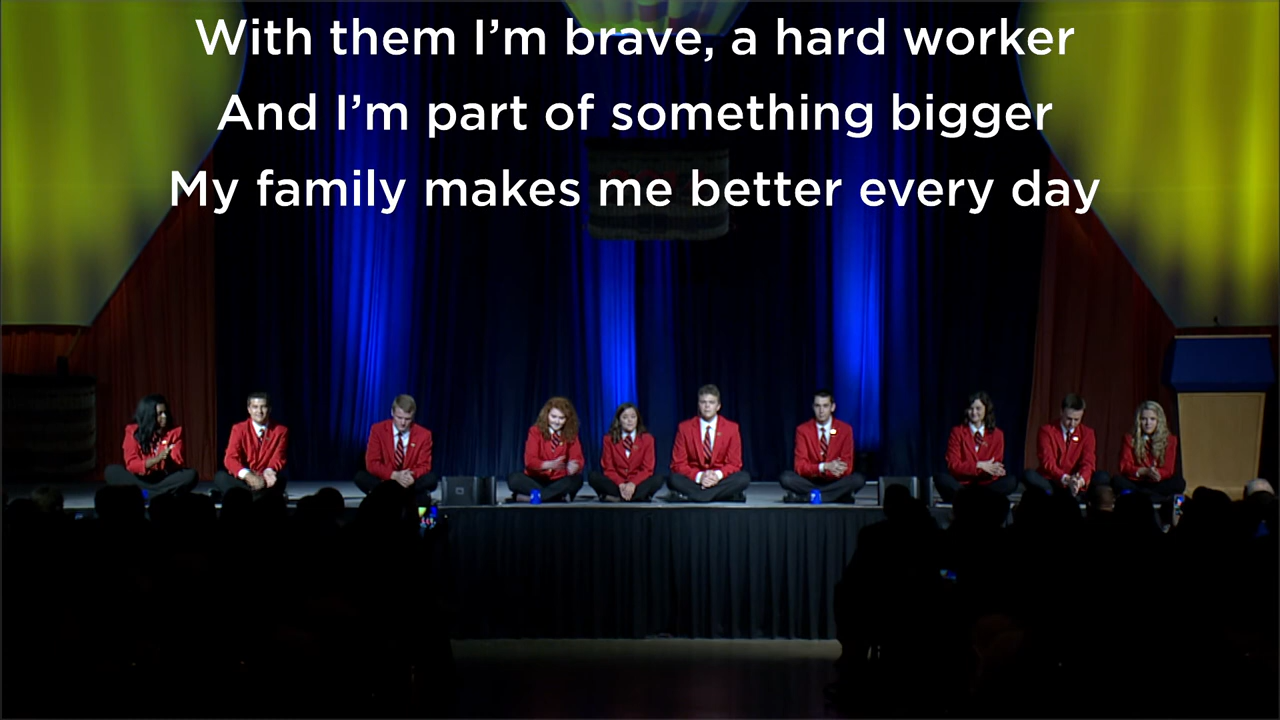 With them I'm brave, a hard worker
And I'm part of something bigger
My family makes me better every day